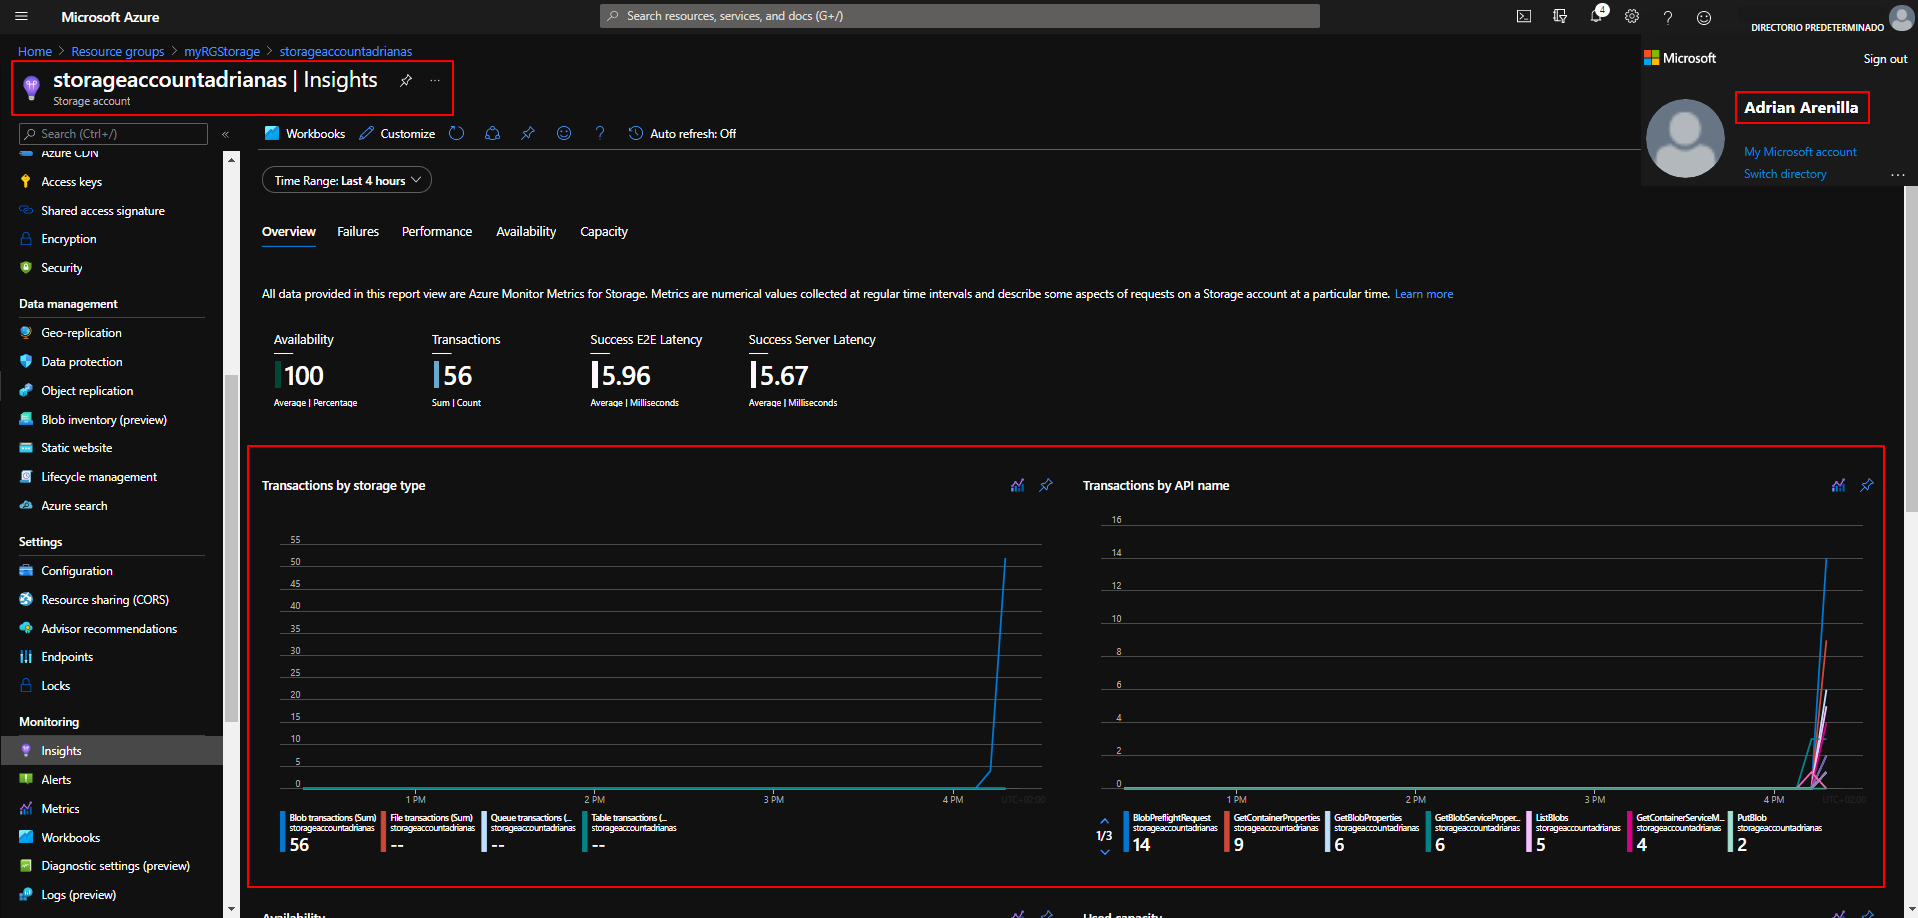 Microsoft Azure
Search resources, services, and docs (G+/)
4
DIRECTORIO PREDETERMINADO
Home > Resource groups > myRGStorage > storageaccountadrianas
Microsoft
Sign out
storageaccountadrianas | Insights
Storage account
Adrian Arenilla
My Microsoft account
Switch directory
Search (Ctrl+/)
Workbooks
Customize
Auto refresh: Off
Azure CDN
Access keys
Shared access signature
Encryption
Security
Data management
Geo-replication
Data protection
Object replication
Blob inventory (preview)
Static website
Lifecycle management
Azure search
Settings
Configuration
Resource sharing (CORS)
Advisor recommendations
Endpoints
Locks
Monitoring
Insights
Alerts
Metrics
Workbooks
Diagnostic settings (preview)
Logs (preview)
Time Range: Last 4 hours
Overview Failures Performance Availability Capacity
All data provided in this report view are Azure Monitor Metrics for Storage. Metrics are numerical values collected at regular time intervals and describe some aspects of requests on a Storage account at a particular time. Learn more
Availability
100
Average | Percentage
Transactions
56
Sum | Count
Success E2E Latency
5.96
Average | Milliseconds
Success Server Latency
5.67
Average | Milliseconds
Transactions by storage type
55
50
45
40
35
30
25
20
15
10
5
0
1 PM 2 PM 3 PM 4 PM UTC+02:00
Blob transactions (Sum)
storageaccountadrianas
56
File transactions (Sum)
storageaccountadrianas
--
Queue transactions (...
storageaccountadrianas
--
Table transactions (...
storageaccountadrianas
--
Transactions by API name
16
14
12
10
8
6
4
2
0
1 PM 2 PM 3 PM 4 PM UTC+02:00
1/3
BlobPreflightRequest
storageaccountadrianas
14
GetContainerProperties
storageaccountadrianas
9
GetBlobProperties
storageaccountadrianas
6
GetBlobServiceProper...
storageaccountadrianas
6
ListBlobs
storageaccountadrianas
5
GetContainerServiceM...
storageaccountadrianas
4
PutBlob
storageaccountadrianas
2
Availability
Used capacity